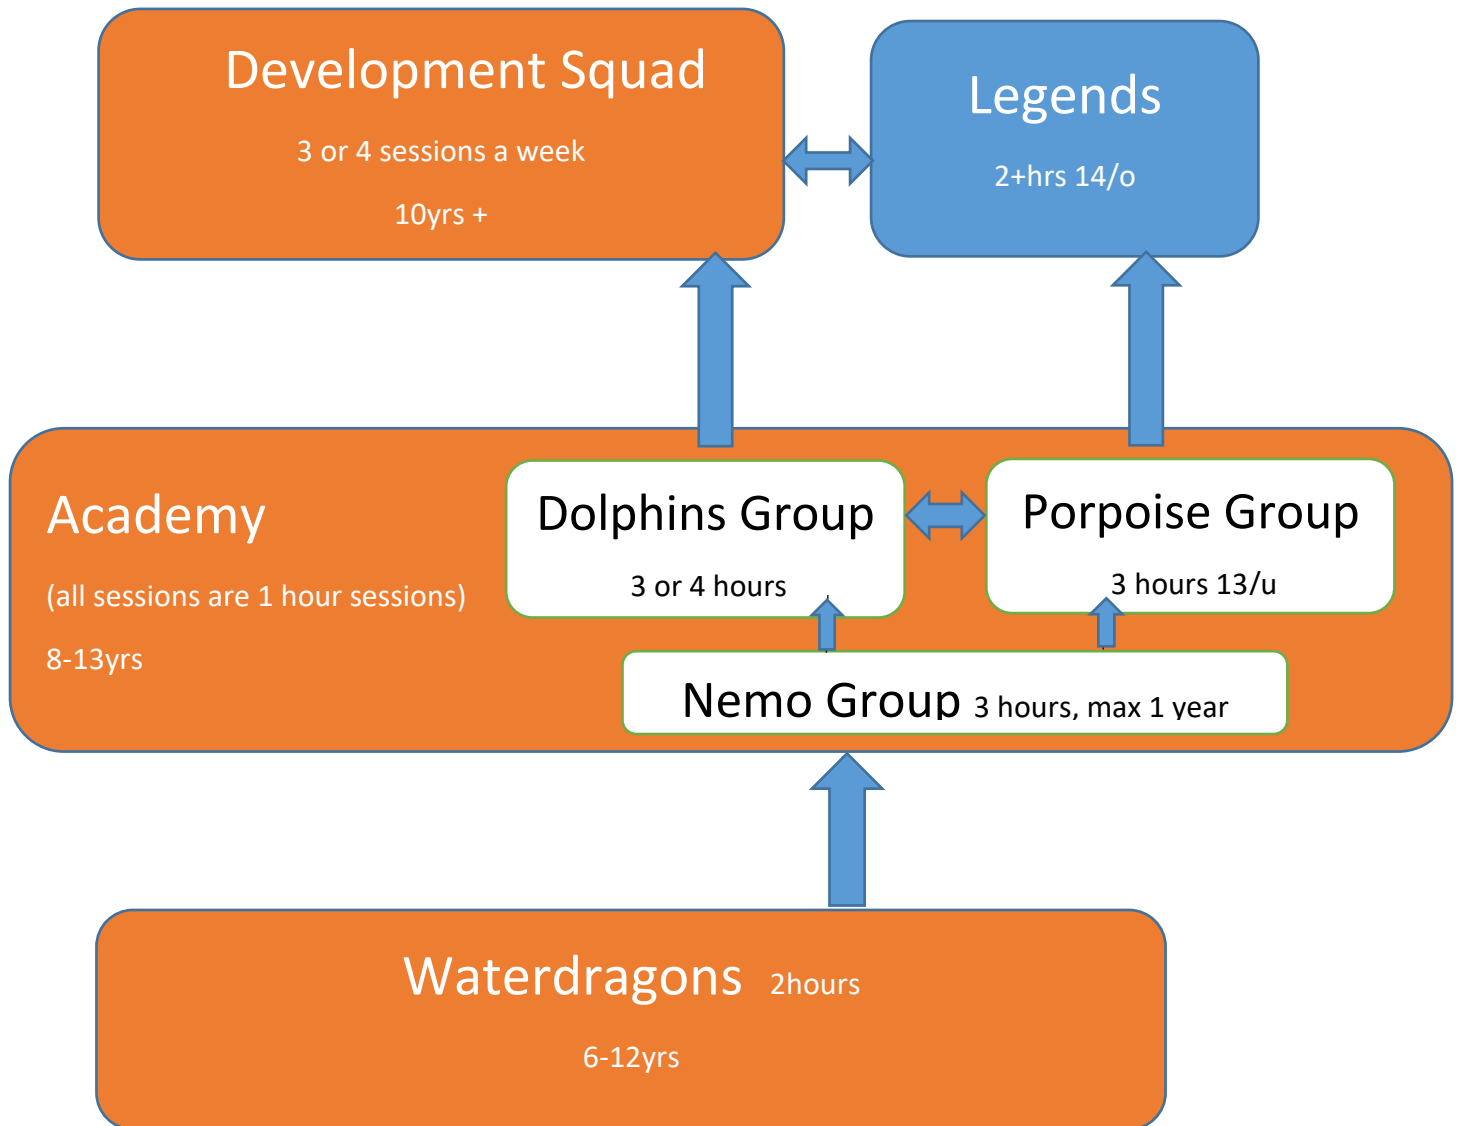 Development Squad
3 or 4 sessions a week
10yrs +
Legends
2+hrs 14/o
Academy
(all sessions are 1 hour sessions)
8-13yrs
Dolphins Group
3 or 4 hours
Porpoise Group
3 hours 13/u
Nemo Group 3 hours, max 1 year
Waterdragons 2hours
6-12yrs